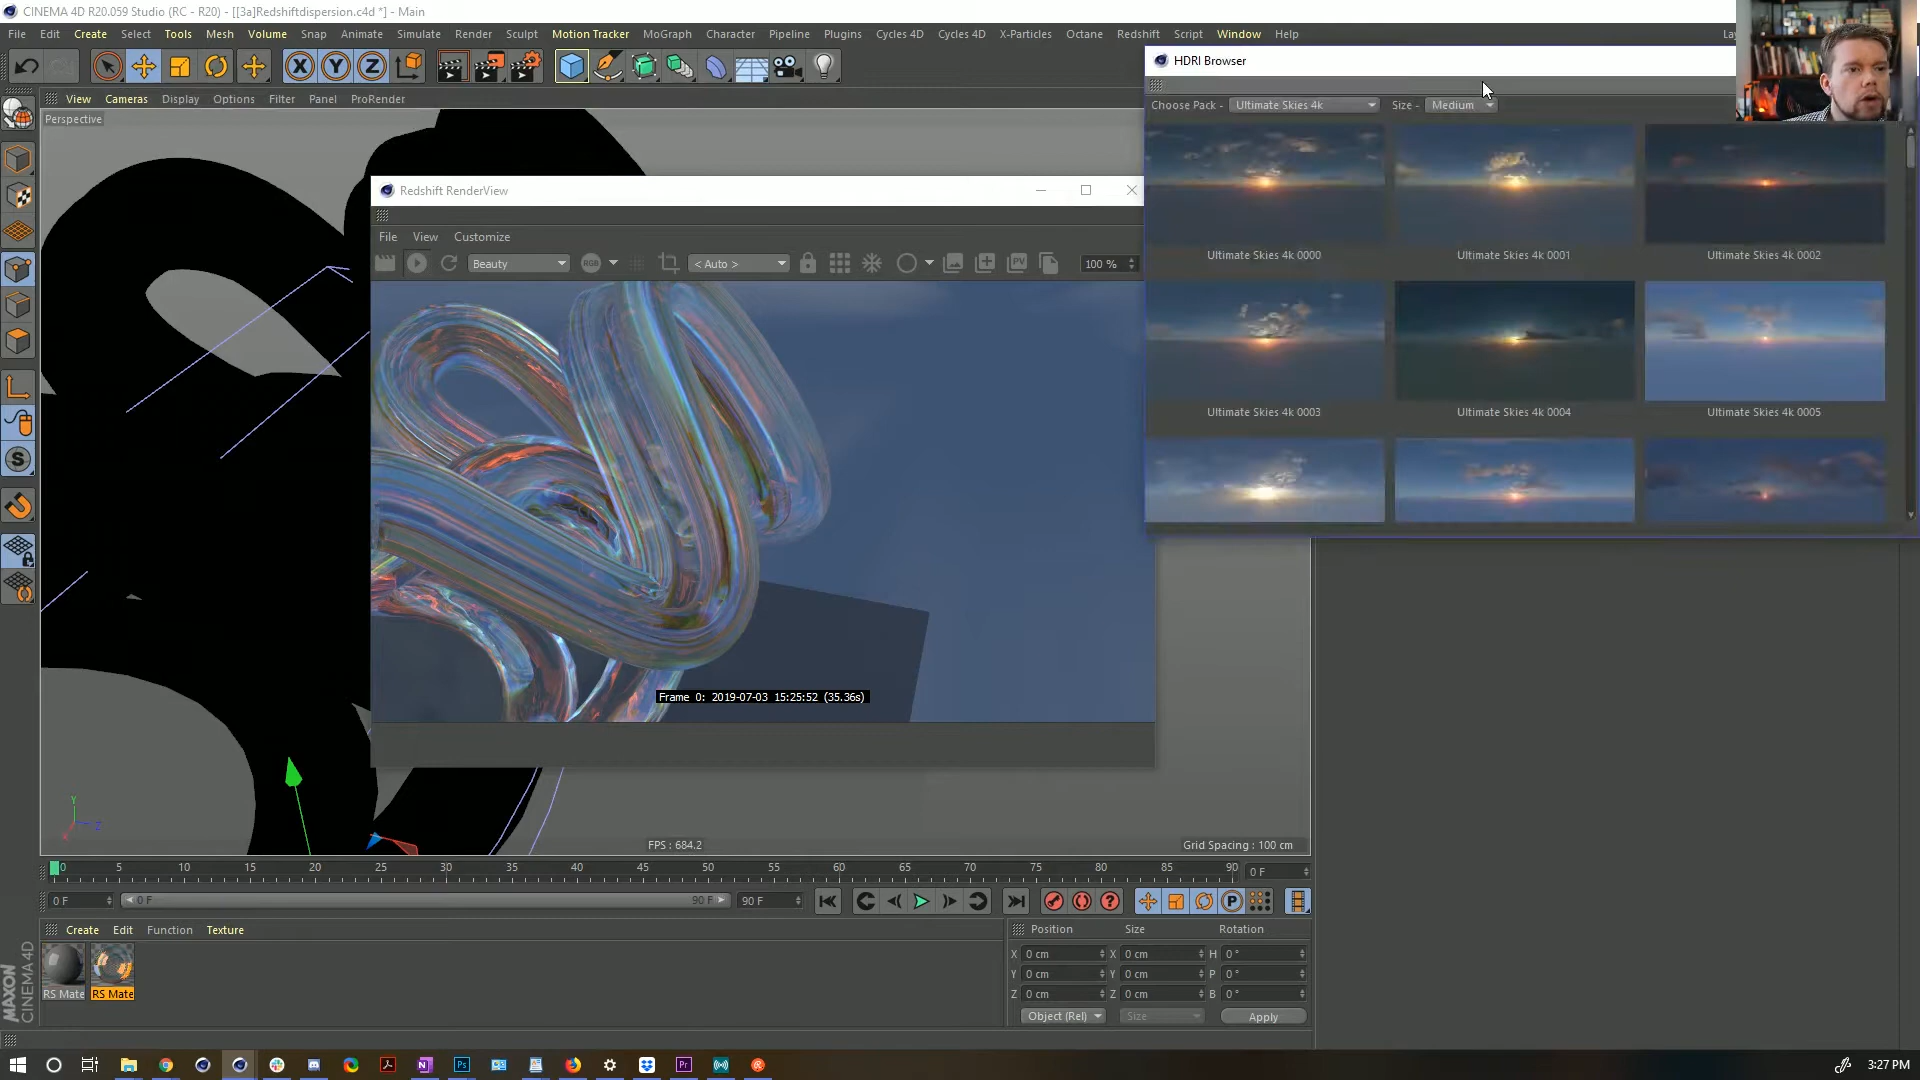 CINEMA 4D R20.059 Studio (RC - R20) - [[3a]Redshiftdispersion.c4d *] - Main
File Edit Create Select Tools Mesh Volume Snap Animate Simulate Render Sculpt Motion Tracker MoGraph Character Pipeline Plugins Cycles 4D Cycles 4D X-Particles Octane Redshift Script Window Help
HDRI Browser
View Cameras Display Options Filter Panel ProRender
Choose Pack - Ultimate Skies 4k Size - Medium
Perspective
Redshift RenderView
File View Customize
Beauty RGB < Auto > PV 100 %
Ultimate Skies 4k 0000 Ultimate Skies 4k 0001 Ultimate Skies 4k 0002
Ultimate Skies 4k 0003 Ultimate Skies 4k 0004 Ultimate Skies 4k 0005
Frame 0: 2019-07-03 15:25:52 (35.36s)
FPS : 684.2 Grid Spacing : 100 cm
0 5 10 15 20 25 30 35 40 45 50 55 60 65 70 75 80 85 90 0 F
0 F 0 F 90 F 90 F
Create Edit Function Texture
Position Size Rotation
X 0 cm X 0 cm H 0 °
Y 0 cm Y 0 cm P 0 °
Z 0 cm Z 0 cm B 0 °
RS Mate RS Mate
Object (Rel) Size Apply
MAXON CINEMA 4D
3:27 PM